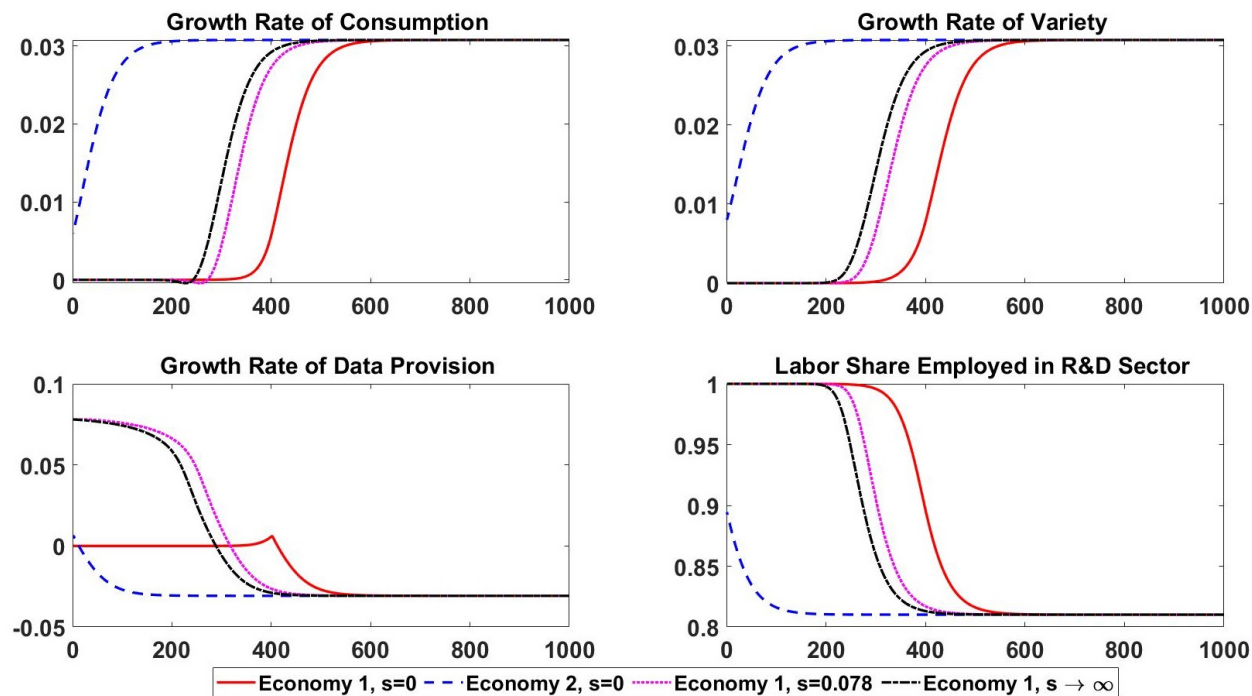 Growth Rate of Consumption
0.03
0.02
0.01
0
0 200 400 600 800 1000
Growth Rate of Variety
0.03
0.02
0.01
0
0 200 400 600 800 1000
Growth Rate of Data Provision
0.1
0.05
0
-0.05
0 200 400 600 800 1000
Labor Share Employed in R&D Sector
1
0.95
0.9
0.85
0.8
0 200 400 600 800 1000
Economy 1, s=0 Economy 2, s=0 Economy 1, s=0.078 Economy 1, s → ∞